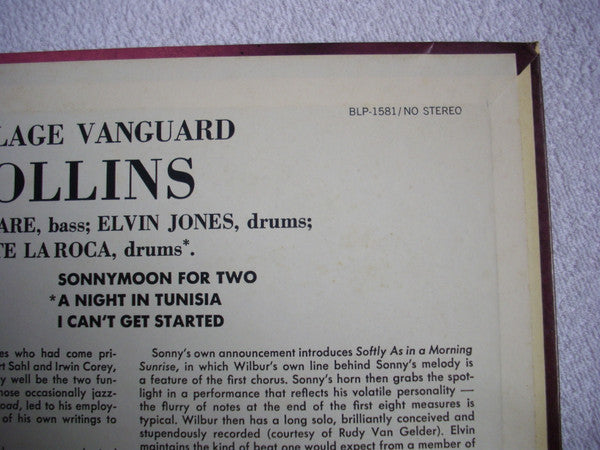 BLP-1581/NO STEREO
LAGE VANGUARD
OLLINS
ARE, bass; ELVIN JONES, drums;
TE LA ROCA, drums*.
SONNYMOON FOR TWO
*A NIGHT IN TUNISIA
I CAN'T GET STARTED
es who had come pri-
rt Sahl and Irwin Corey,
y well be the two fun-
hose occasionally jazz-
oad, led to his employ-
of his own writings to
Sonny's own announcement introduces Softly As in a Morning
Sunrise, in which Wilbur's own line behind Sonny's melody is
a feature of the first chorus. Sonny's horn then grabs the spot-
light in a performance that reflects his volatile personality —
the flurry of notes at the end of the first eight measures is
typical. Wilbur then has a long solo, brilliantly conceived and
stupendously recorded (courtesy of Rudy Van Gelder). Elvin
maintains the kind of beat one would expect from a member of